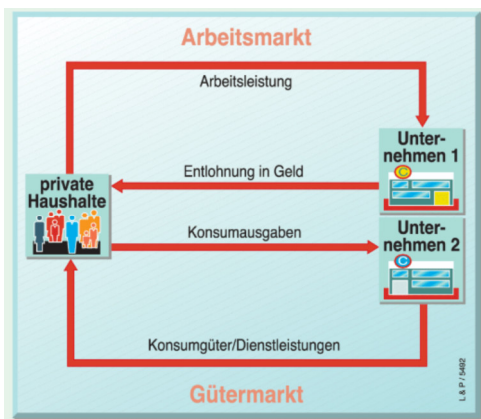 Arbeitsmarkt
Arbeitsleistung
Unter-
nehmen 1
Entlohnung in Geld
private
Haushalte
Konsumausgaben
Unter-
nehmen 2
Konsumgüter/Dienstleistungen
Gütermarkt
L & P / 5492